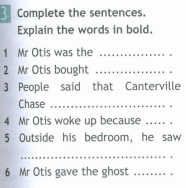 3 Complete the sentences.
Explain the words in bold.
1 Mr Otis was the ................ .
2 Mr Otis bought ................ .
3 People said that Canterville
Chase ......................... .
4 Mr Otis woke up because ..... .
5 Outside his bedroom, he saw
................................ .
6 Mr Otis gave the ghost ........ .